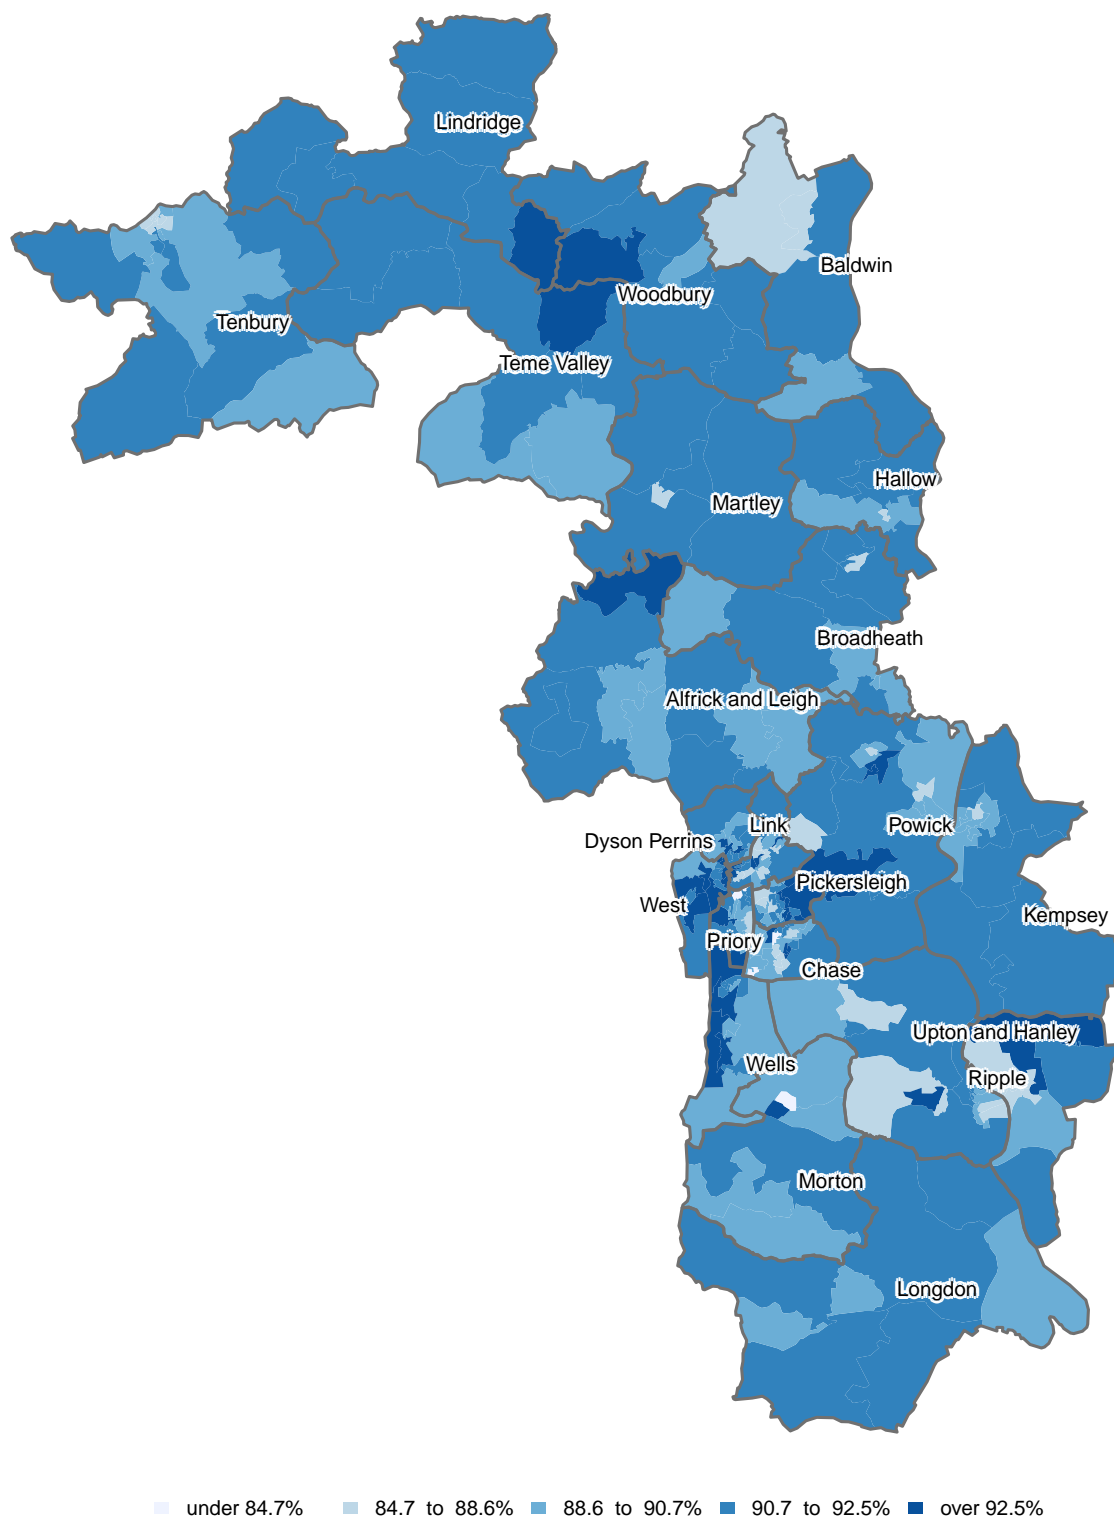 Lindridge
Baldwin
Woodbury
Tenbury
Teme Valley
Hallow
Martley
Broadheath
Alfrick and Leigh
Link
Powick
Dyson Perrins
Pickersleigh
West
Kempsey
Priory
Chase
Upton and Hanley
Wells
Ripple
Morton
Longdon
under 84.7% 84.7 to 88.6% 88.6 to 90.7% 90.7 to 92.5% over 92.5%